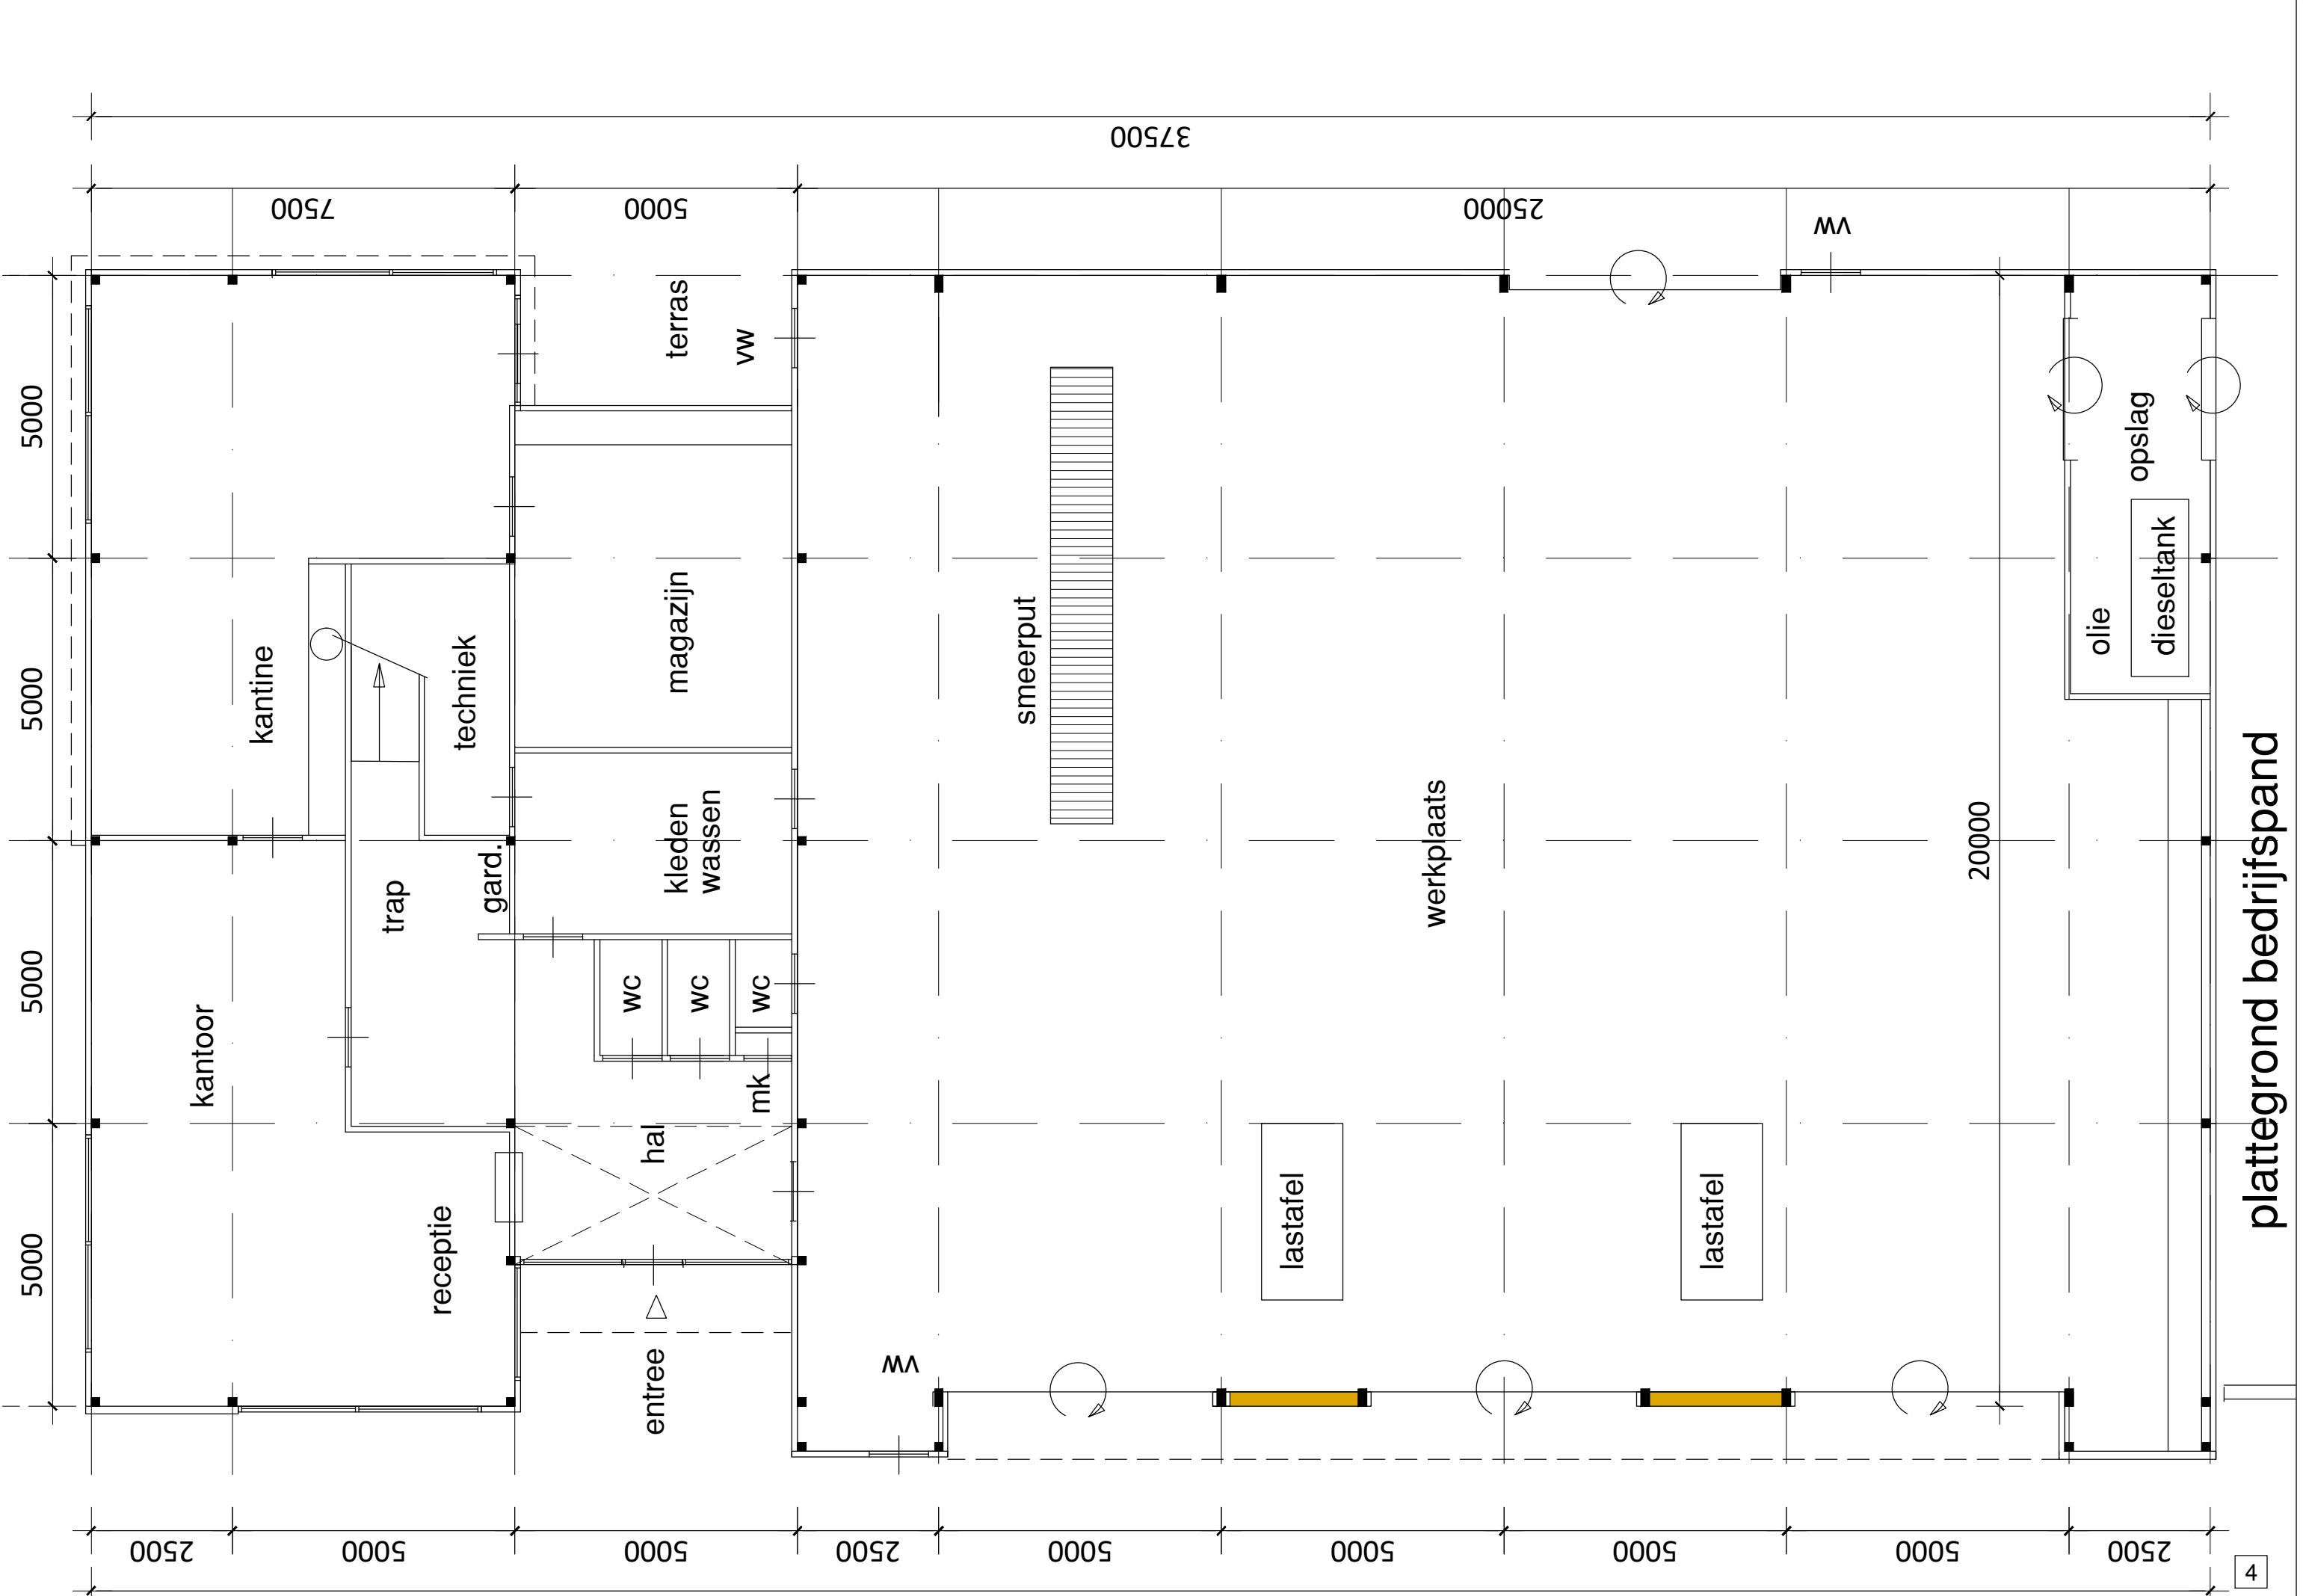 37500
7500
5000
25000
vw
terras
vw
5000
5000
5000
5000
kantine
techniek
magazijn
smeerput
opslag
olie
dieseltank
kleden
wassen
gard.
trap
kantoor
wc
wc
wc
mk
hal
receptie
entree
werkplaats
20000
lastafel
lastafel
vw
plattegrond bedrijfspand
2500
5000
5000
2500
5000
5000
5000
5000
2500
4